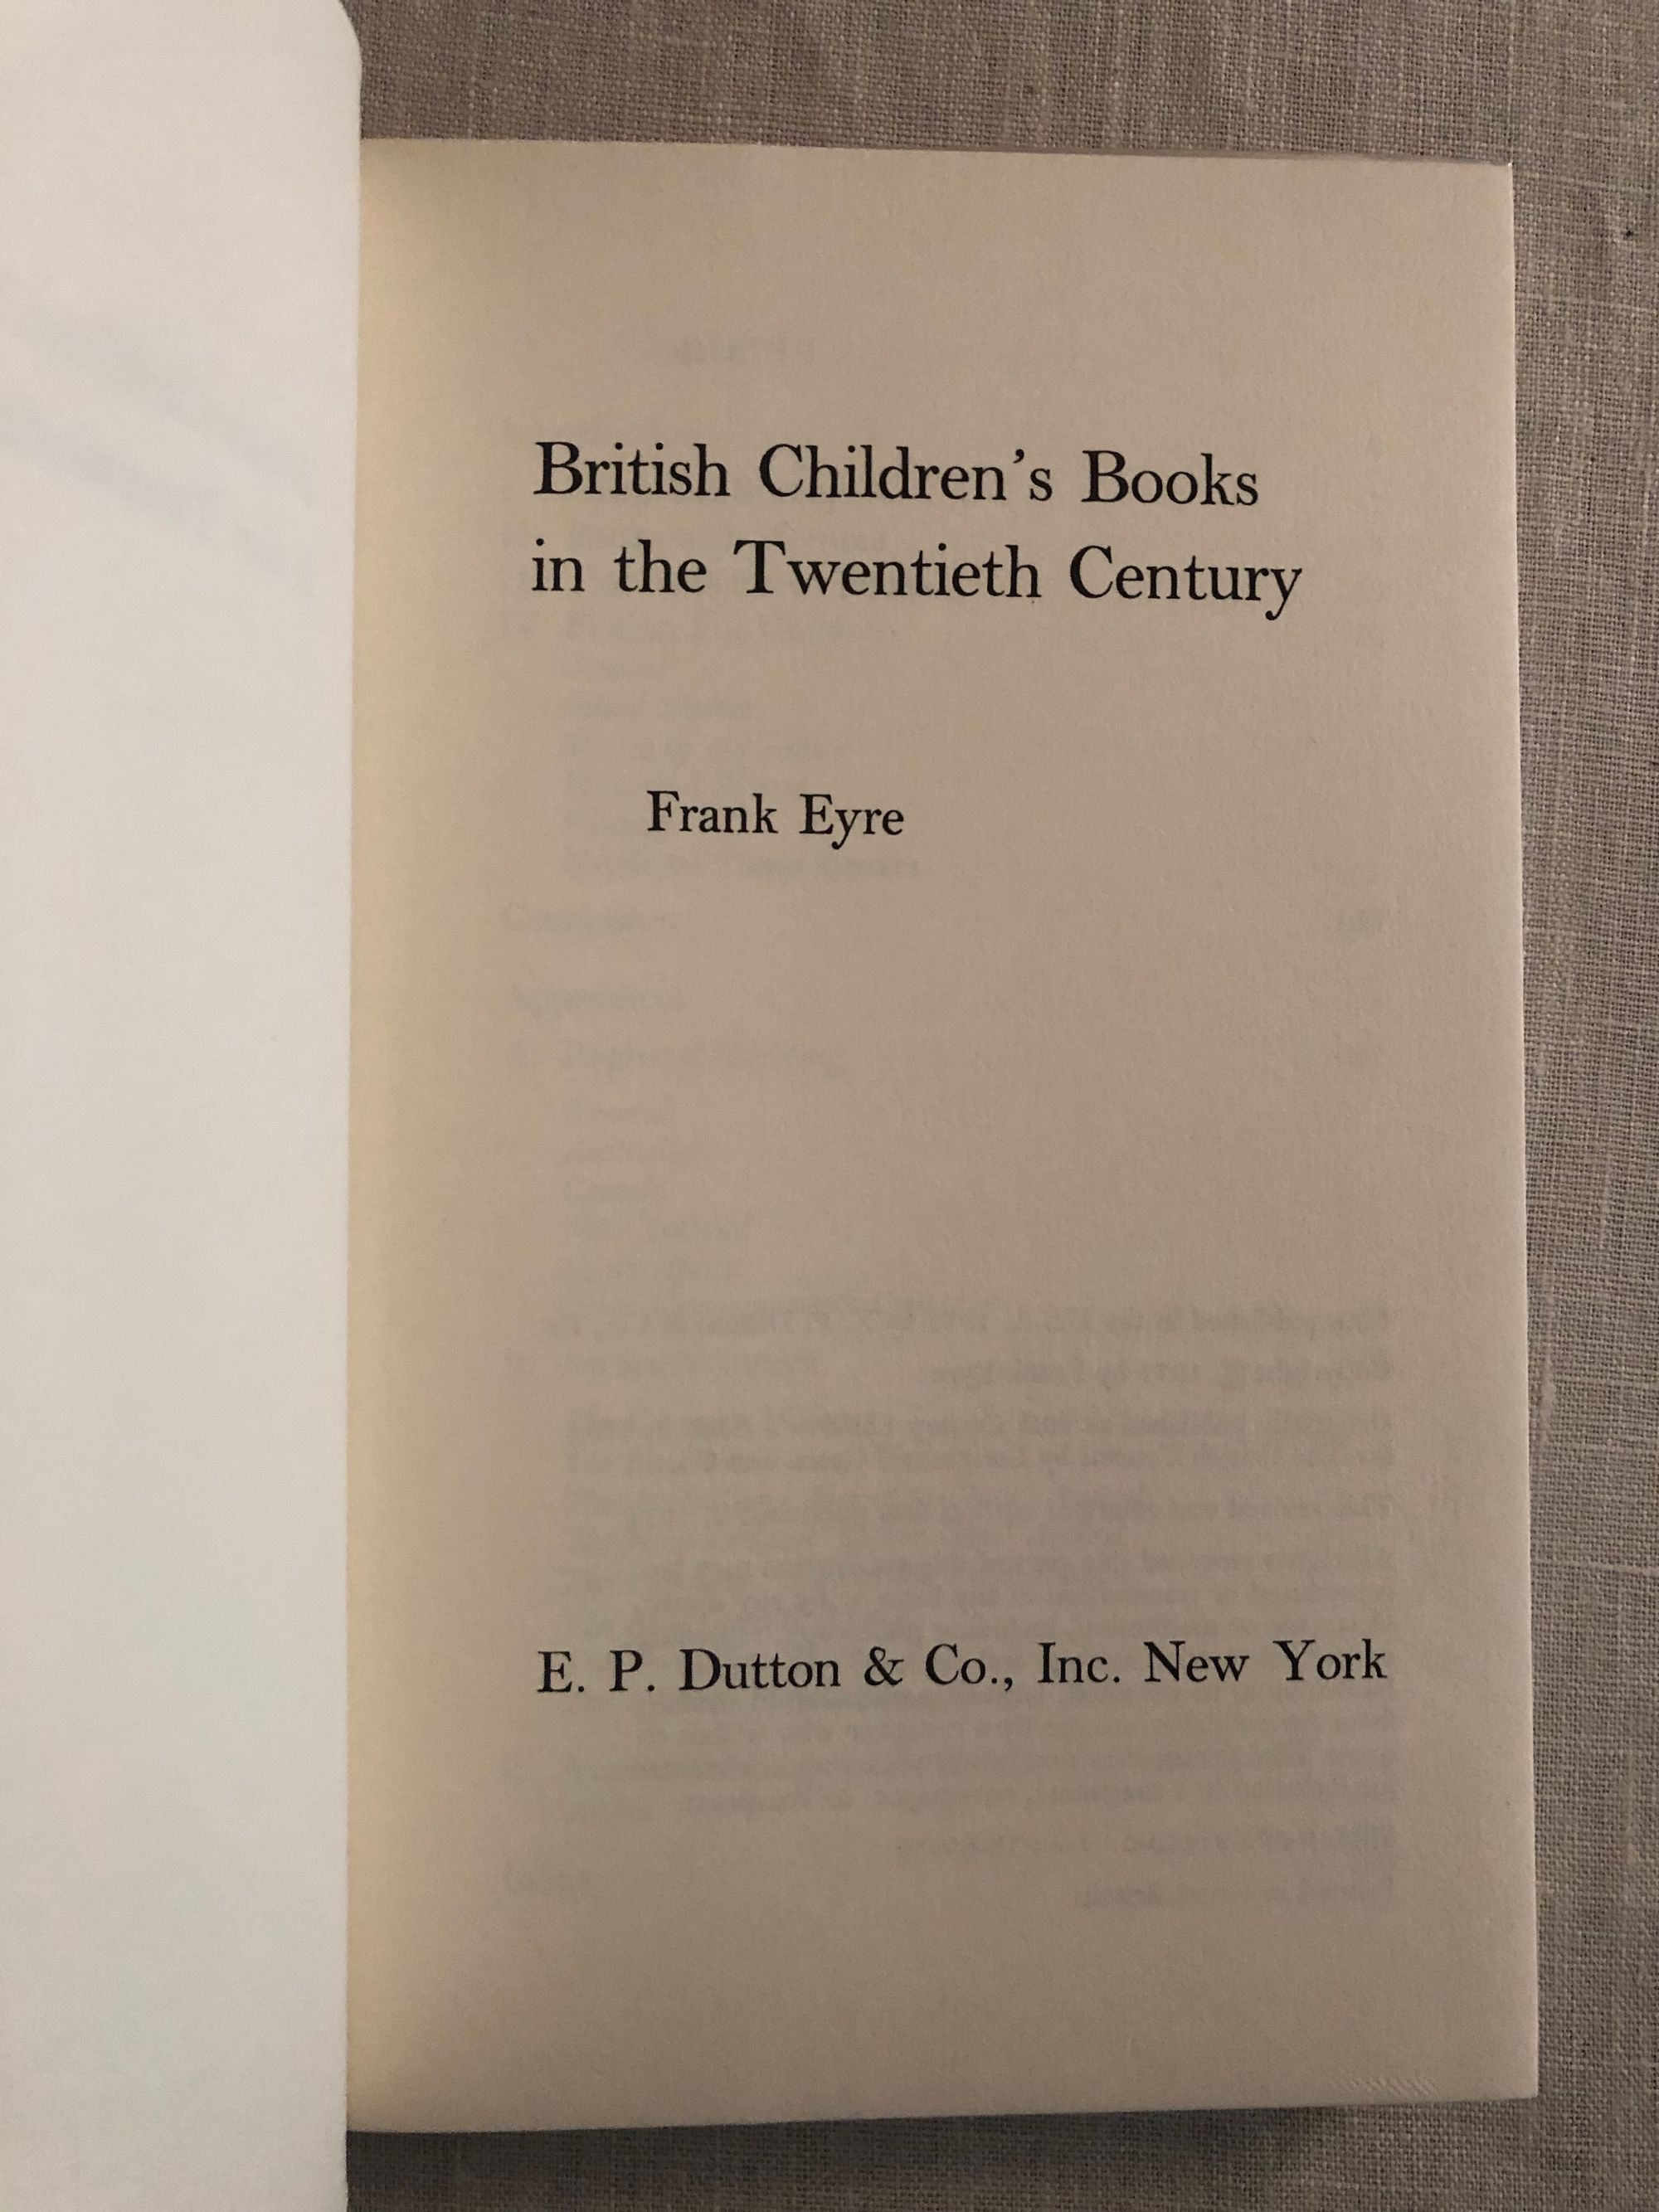 British Children’s Books
in the Twentieth Century
Frank Eyre
E. P. Dutton & Co., Inc. New York